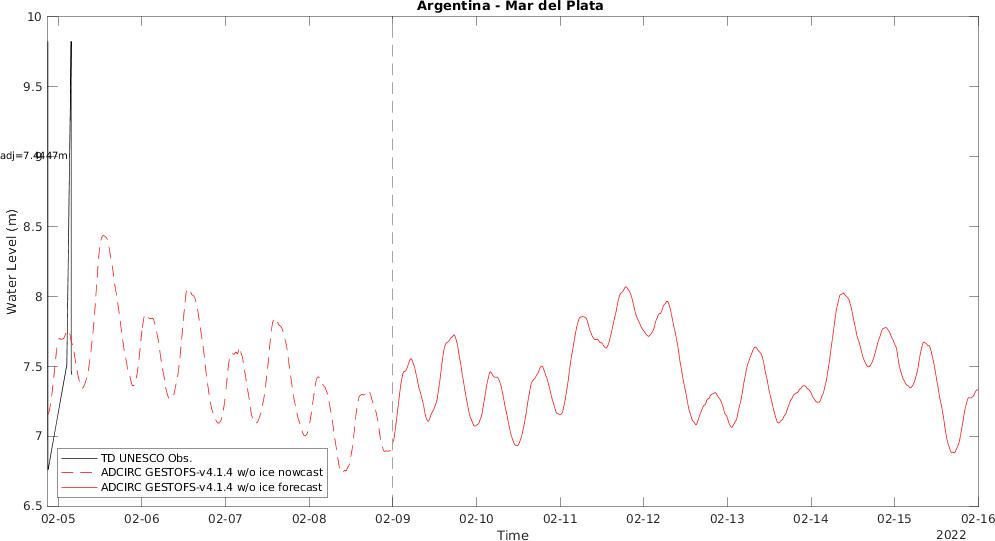 Argentina - Mar del Plata
10
9.5
9
adj=7.4447m
8.5
8
7.5
7
6.5
Water Level (m)
TD UNESCO Obs.
ADCIRC GESTOFS-v4.1.4 w/o ice nowcast
ADCIRC GESTOFS-v4.1.4 w/o ice forecast
02-05 02-06 02-07 02-08 02-09 02-10 02-11 02-12 02-13 02-14 02-15 02-16
Time
2022